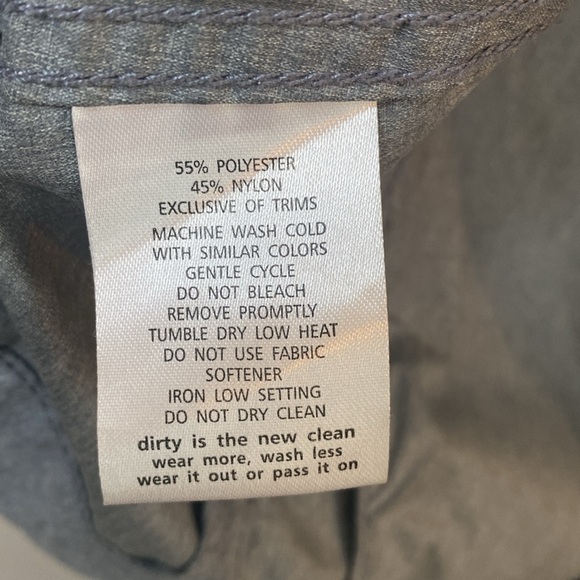 55% POLYESTER
45% NYLON
EXCLUSIVE OF TRIMS
MACHINE WASH COLD
WITH SIMILAR COLORS
GENTLE CYCLE
DO NOT BLEACH
REMOVE PROMPTLY
TUMBLE DRY LOW HEAT
DO NOT USE FABRIC
SOFTENER
IRON LOW SETTING
DO NOT DRY CLEAN
dirty is the new clean
wear more, wash less
wear it out or pass it on